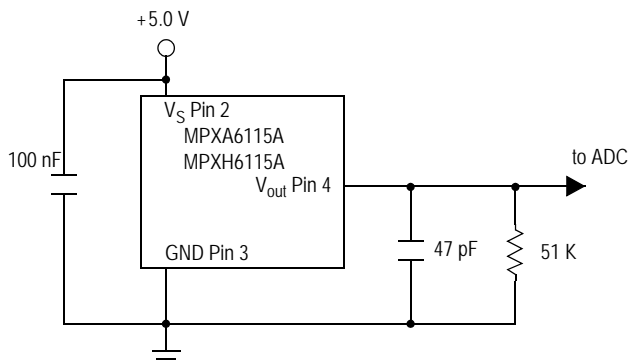 +5.0 V
VS Pin 2
MPXA6115A
MPXH6115A
100 nF
to ADC
Vout Pin 4
GND Pin 3
47 pF
51 K